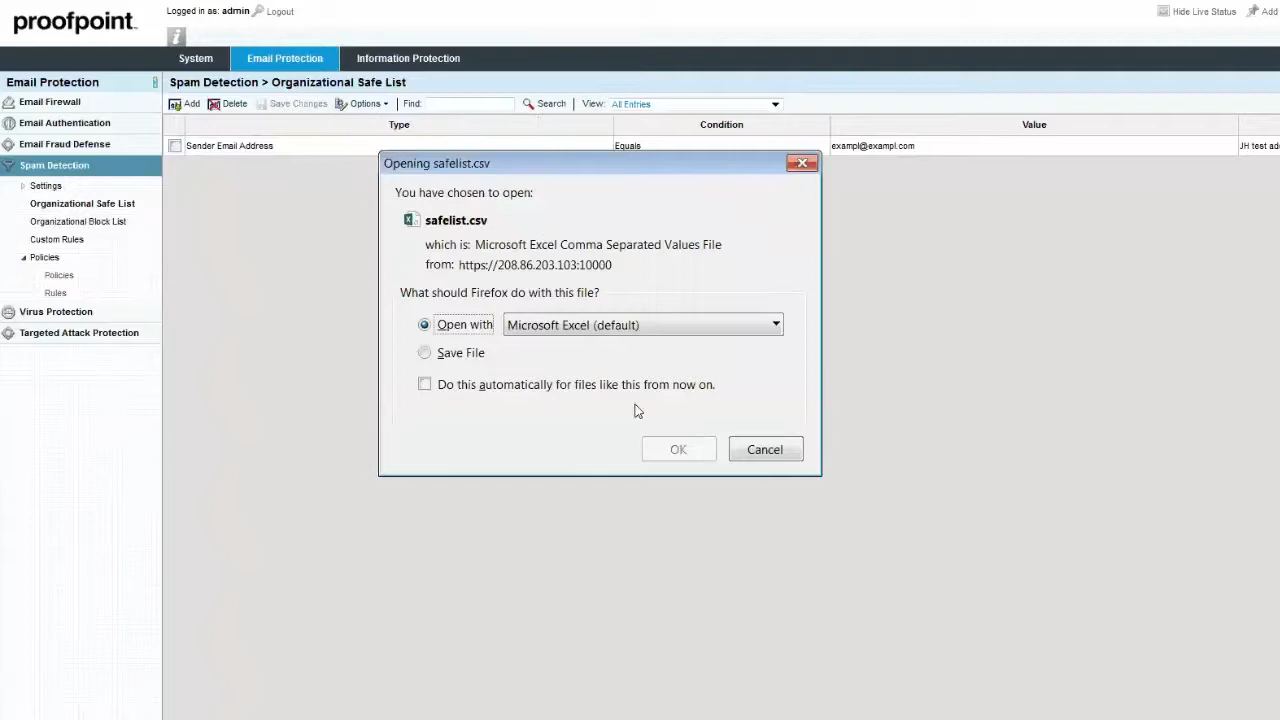 proofpoint
Logged in as: admin Logout
Hide Live Status Add
System Email Protection Information Protection
Email Protection
Spam Detection > Organizational Safe List
Email Firewall
Add Delete Save Changes Options Find: Search View: All Entries
Email Authentication
Type Condition Value
Email Fraud Defense
Sender Email Address Equals exampl@exampl.com JH test ad
Spam Detection
Settings
Organizational Safe List
Organizational Block List
Custom Rules
Policies
Policies
Rules
Virus Protection
Targeted Attack Protection
Opening safelist.csv
You have chosen to open:
safelist.csv
which is: Microsoft Excel Comma Separated Values File
from: https://208.86.203.103:10000
What should Firefox do with this file?
Open with Microsoft Excel (default)
Save File
Do this automatically for files like this from now on.
OK Cancel